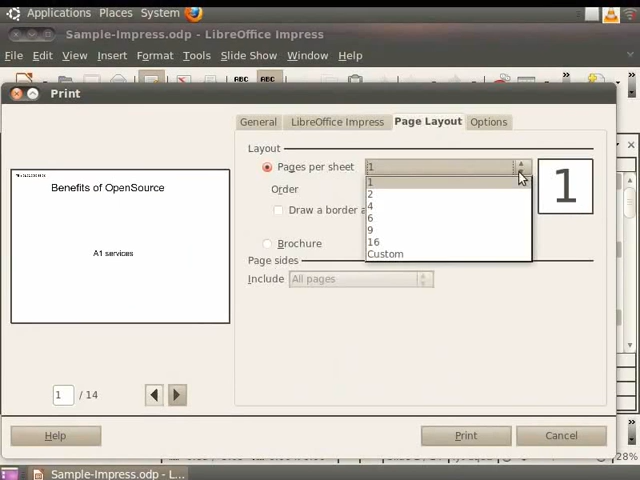 Applications Places System
Sample-Impress.odp - LibreOffice Impress
File Edit View Insert Format Tools Slide Show Window Help
ABC ABC
Print
General LibreOffice Impress Page Layout Options
Layout
Pages per sheet 1
1
2
4
6
9
16
Custom
Order
Draw a border a
Brochure
Page sides
Include All pages
1
Benefits of OpenSource
A1 services
1 / 14
Help Print Cancel
28%
Sample-Impress.odp - L...